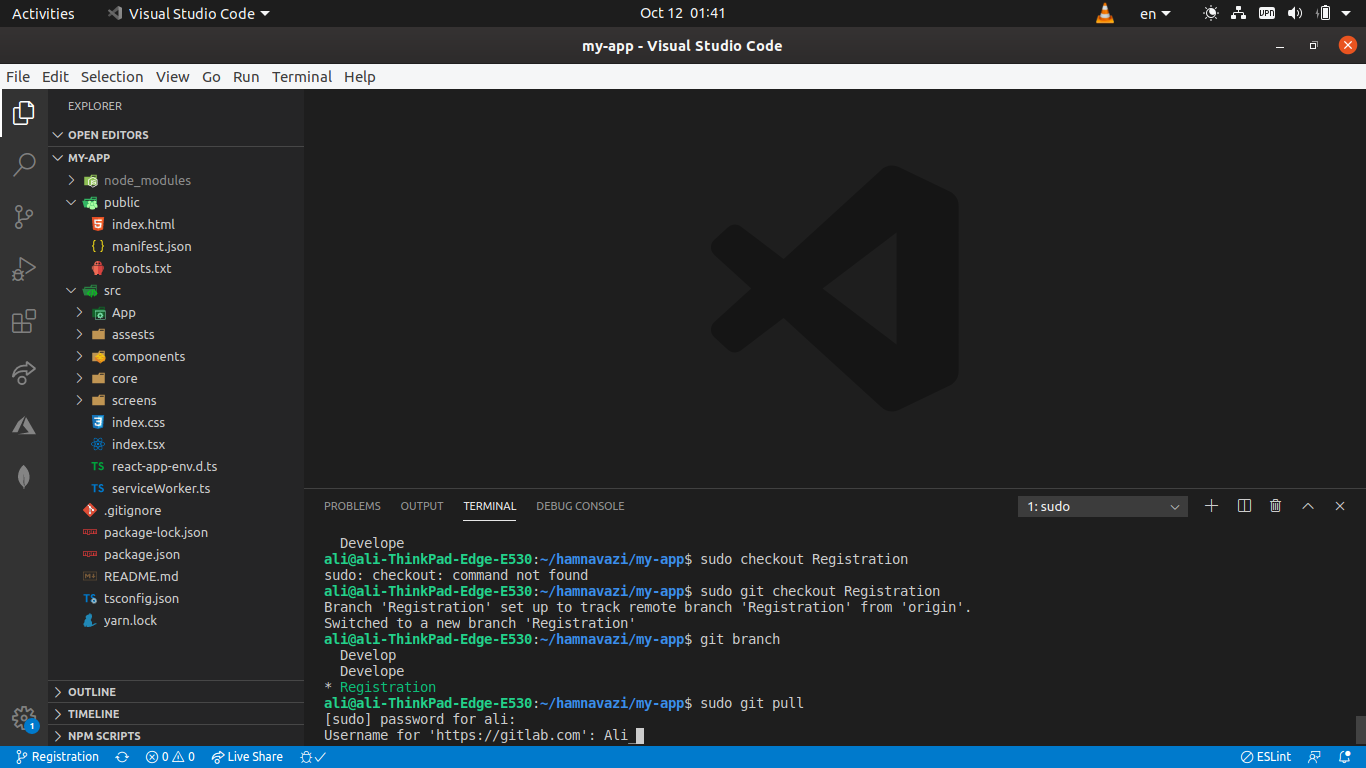 Activities Visual Studio Code Oct 12 01:41 en VPN
my-app - Visual Studio Code
File Edit Selection View Go Run Terminal Help
EXPLORER
OPEN EDITORS
MY-APP
node_modules
public
index.html
{ } manifest.json
robots.txt
src
App
assests
components
core
screens
index.css
index.tsx
TS react-app-env.d.ts
TS serviceWorker.ts
.gitignore
package-lock.json
package.json
README.md
TS tsconfig.json
yarn.lock
OUTLINE
TIMELINE
NPM SCRIPTS
1
PROBLEMS OUTPUT TERMINAL DEBUG CONSOLE 1: sudo
Develope
ali@ali-ThinkPad-Edge-E530:~/hamnavazi/my-app$ sudo checkout Registration
sudo: checkout: command not found
ali@ali-ThinkPad-Edge-E530:~/hamnavazi/my-app$ sudo git checkout Registration
Branch 'Registration' set up to track remote branch 'Registration' from 'origin'.
Switched to a new branch 'Registration'
ali@ali-ThinkPad-Edge-E530:~/hamnavazi/my-app$ git branch
Develop
Develope
* Registration
ali@ali-ThinkPad-Edge-E530:~/hamnavazi/my-app$ sudo git pull
[sudo] password for ali:
Username for 'https://gitlab.com': Ali_
Registration 0 0 Live Share ESLint